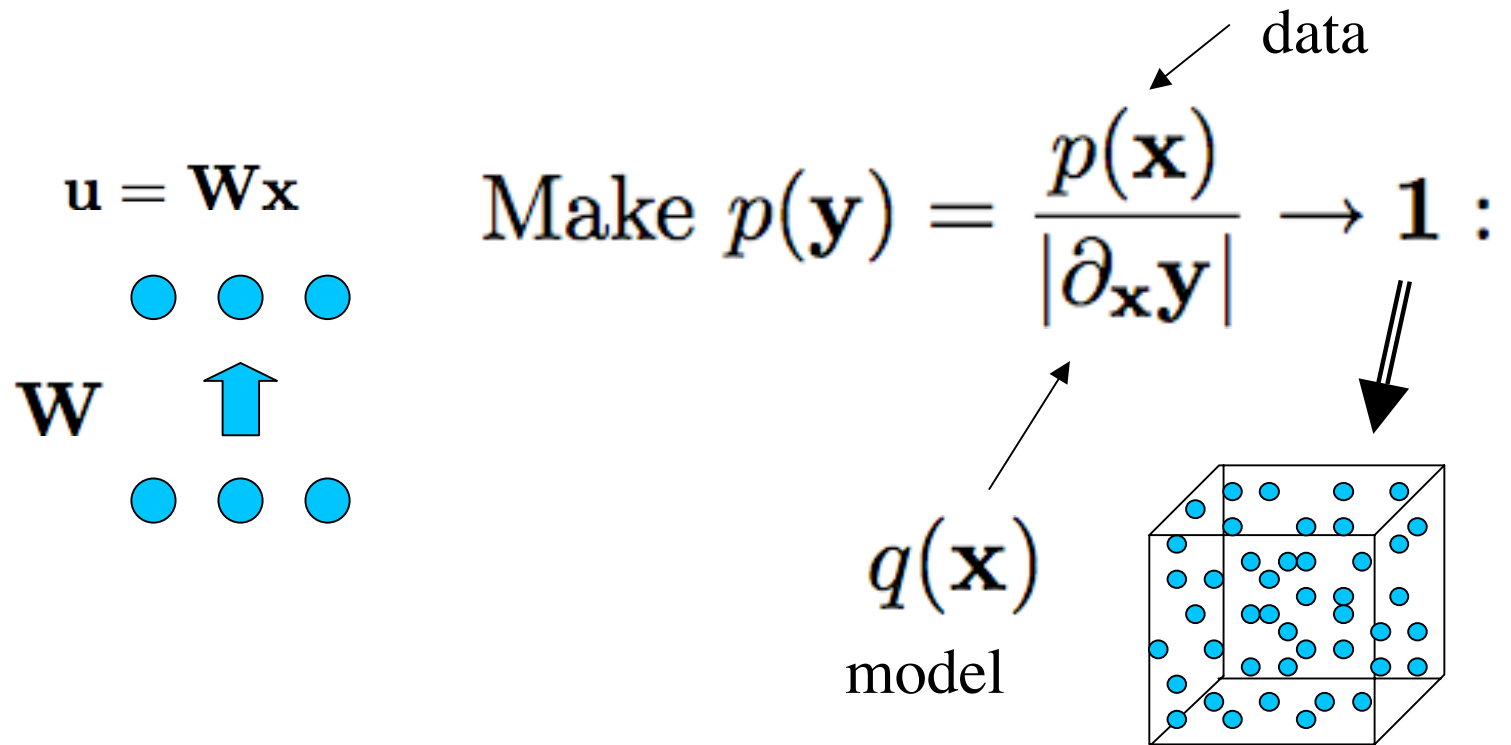 data
u = Wx
Make p(y) = p(x) / |∂ₓy| → 1 :
W
q(x)
model